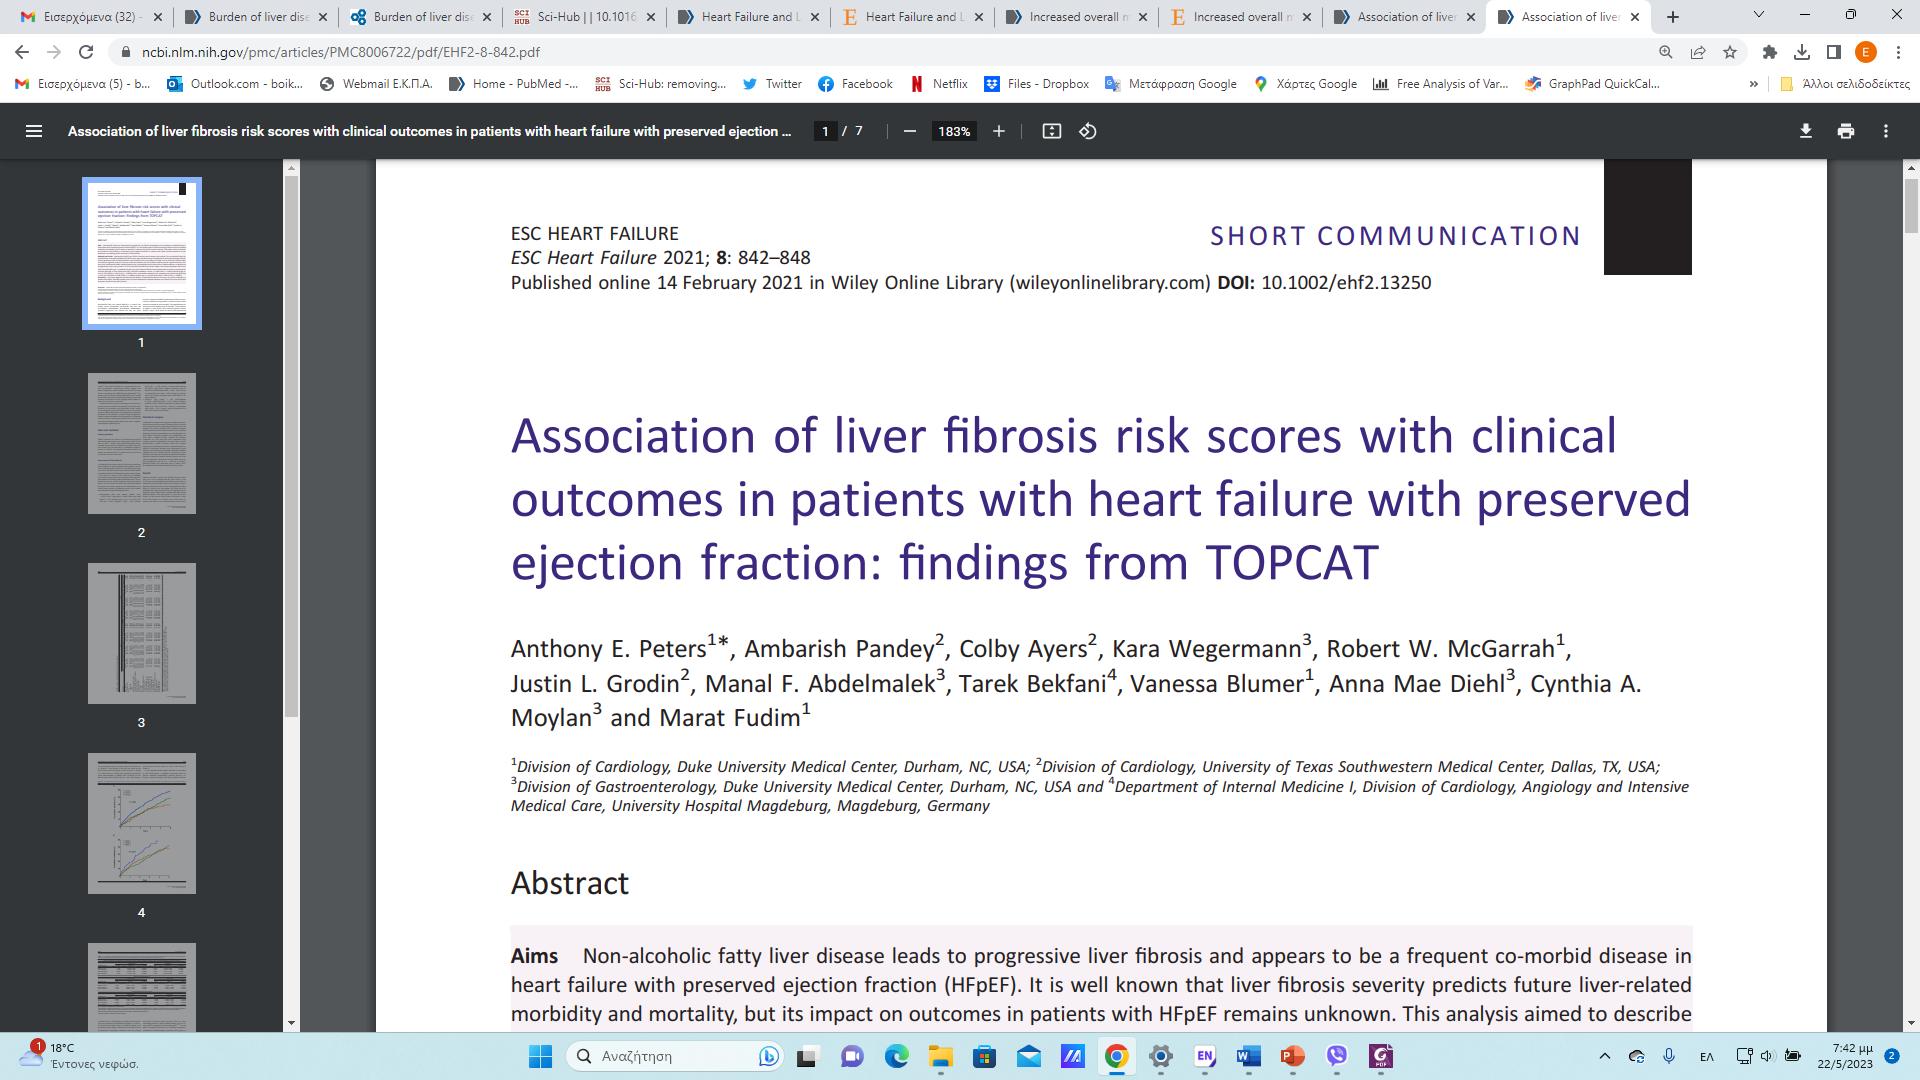 Εισερχόμενα (32) -
Burden of liver dise
Burden of liver dise
SCI HUB
Sci-Hub | | 10.1016
Heart Failure and L
Heart Failure and L
Increased overall m
Increased overall m
Association of liver
Association of liver
ncbi.nlm.nih.gov/pmc/articles/PMC8006722/pdf/EHF2-8-842.pdf
E
Εισερχόμενα (5) - b...
Outlook.com - boik...
Webmail Ε.Κ.Π.Α.
Home - PubMed -...
SCI HUB
Sci-Hub: removing...
Twitter
Facebook
Netflix
Files - Dropbox
Μετάφραση Google
Χάρτες Google
Free Analysis of Var...
GraphPad QuickCal...
»
Άλλοι σελιδοδείκτες
Association of liver fibrosis risk scores with clinical outcomes in patients with heart failure with preserved ejection ...
1 / 7
183%
1
2
3
4
ESC HEART FAILURE
SHORT COMMUNICATION
ESC Heart Failure 2021; 8: 842–848
Published online 14 February 2021 in Wiley Online Library (wileyonlinelibrary.com) DOI: 10.1002/ehf2.13250
Association of liver fibrosis risk scores with clinical
outcomes in patients with heart failure with preserved
ejection fraction: findings from TOPCAT
Anthony E. Peters1*, Ambarish Pandey2, Colby Ayers2, Kara Wegermann3, Robert W. McGarrah1,
Justin L. Grodin2, Manal F. Abdelmalek3, Tarek Bekfani4, Vanessa Blumer1, Anna Mae Diehl3, Cynthia A.
Moylan3 and Marat Fudim1
1Division of Cardiology, Duke University Medical Center, Durham, NC, USA; 2Division of Cardiology, University of Texas Southwestern Medical Center, Dallas, TX, USA;
3Division of Gastroenterology, Duke University Medical Center, Durham, NC, USA and 4Department of Internal Medicine I, Division of Cardiology, Angiology and Intensive
Medical Care, University Hospital Magdeburg, Magdeburg, Germany
Abstract
Aims Non-alcoholic fatty liver disease leads to progressive liver fibrosis and appears to be a frequent co-morbid disease in
heart failure with preserved ejection fraction (HFpEF). It is well known that liver fibrosis severity predicts future liver-related
morbidity and mortality, but its impact on outcomes in patients with HFpEF remains unknown. This analysis aimed to describe
1
18°C
Έντονες νεφώσ.
Αναζήτηση
EN
ΕΛ
7:42 μμ
22/5/2023
2